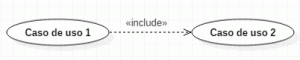 «include»
Caso de uso 1
Caso de uso 2